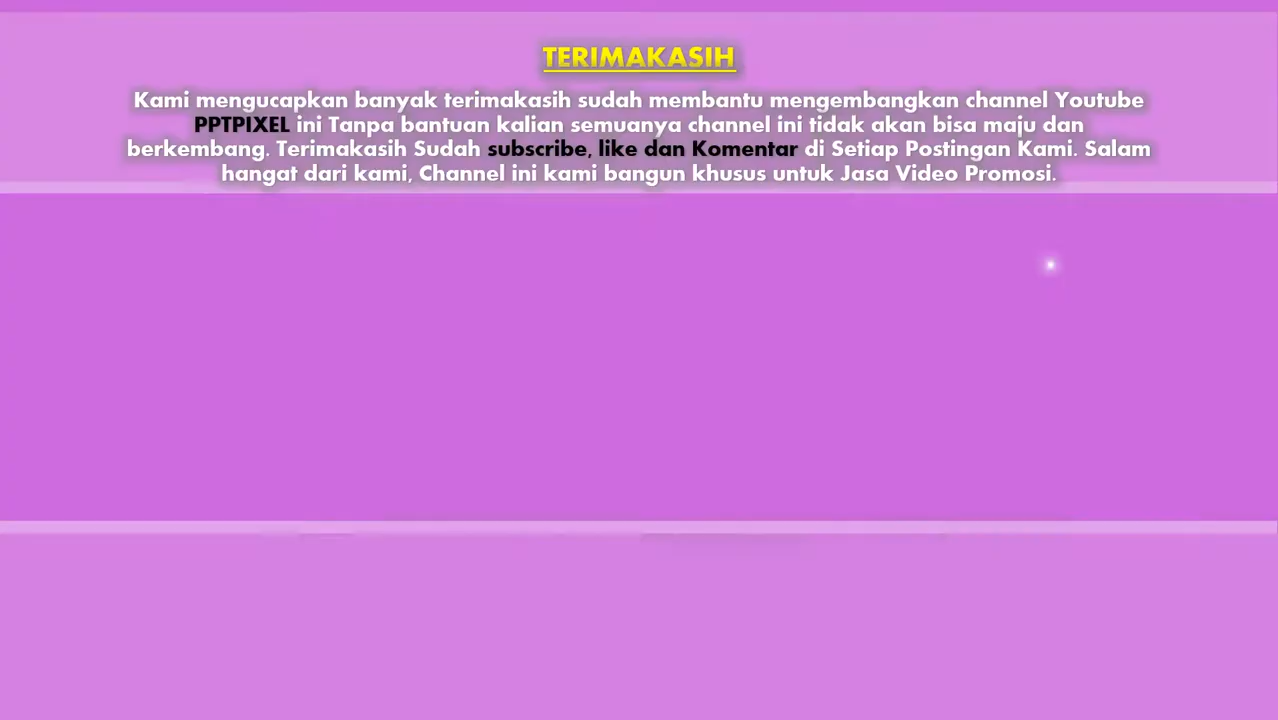 TERIMAKASIH
Kami mengucapkan banyak terimakasih sudah membantu mengembangkan channel Youtube
PPTPIXEL ini Tanpa bantuan kalian semuanya channel ini tidak akan bisa maju dan
berkembang. Terimakasih Sudah subscribe, like dan Komentar di Setiap Postingan Kami. Salam
hangat dari kami, Channel ini kami bangun khusus untuk Jasa Video Promosi.